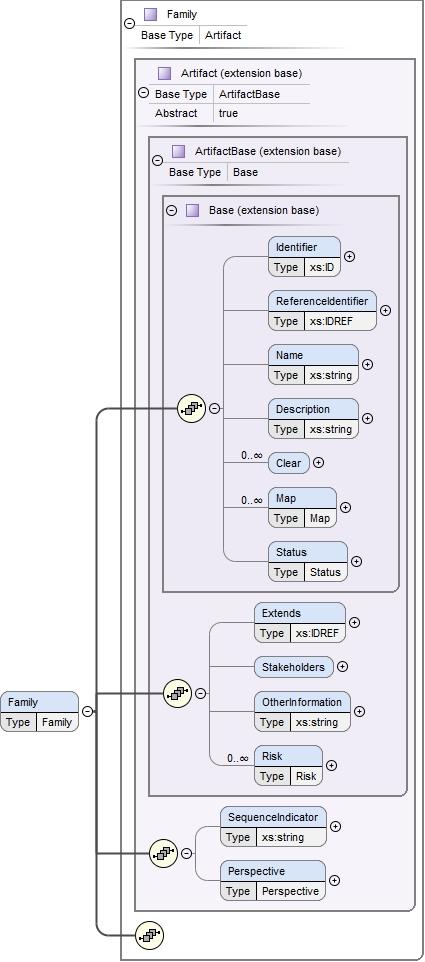 Family
Base Type Artifact
Artifact (extension base)
Base Type ArtifactBase
Abstract true
ArtifactBase (extension base)
Base Type Base
Base (extension base)
Identifier
Type xs:ID
ReferenceIdentifier
Type xs:IDREF
Name
Type xs:string
Description
Type xs:string
0..∞ Clear
0..∞ Map
Type Map
Status
Type Status
Extends
Type xs:IDREF
Stakeholders
OtherInformation
Type xs:string
0..∞ Risk
Type Risk
Family
Type Family
SequenceIndicator
Type xs:string
Perspective
Type Perspective